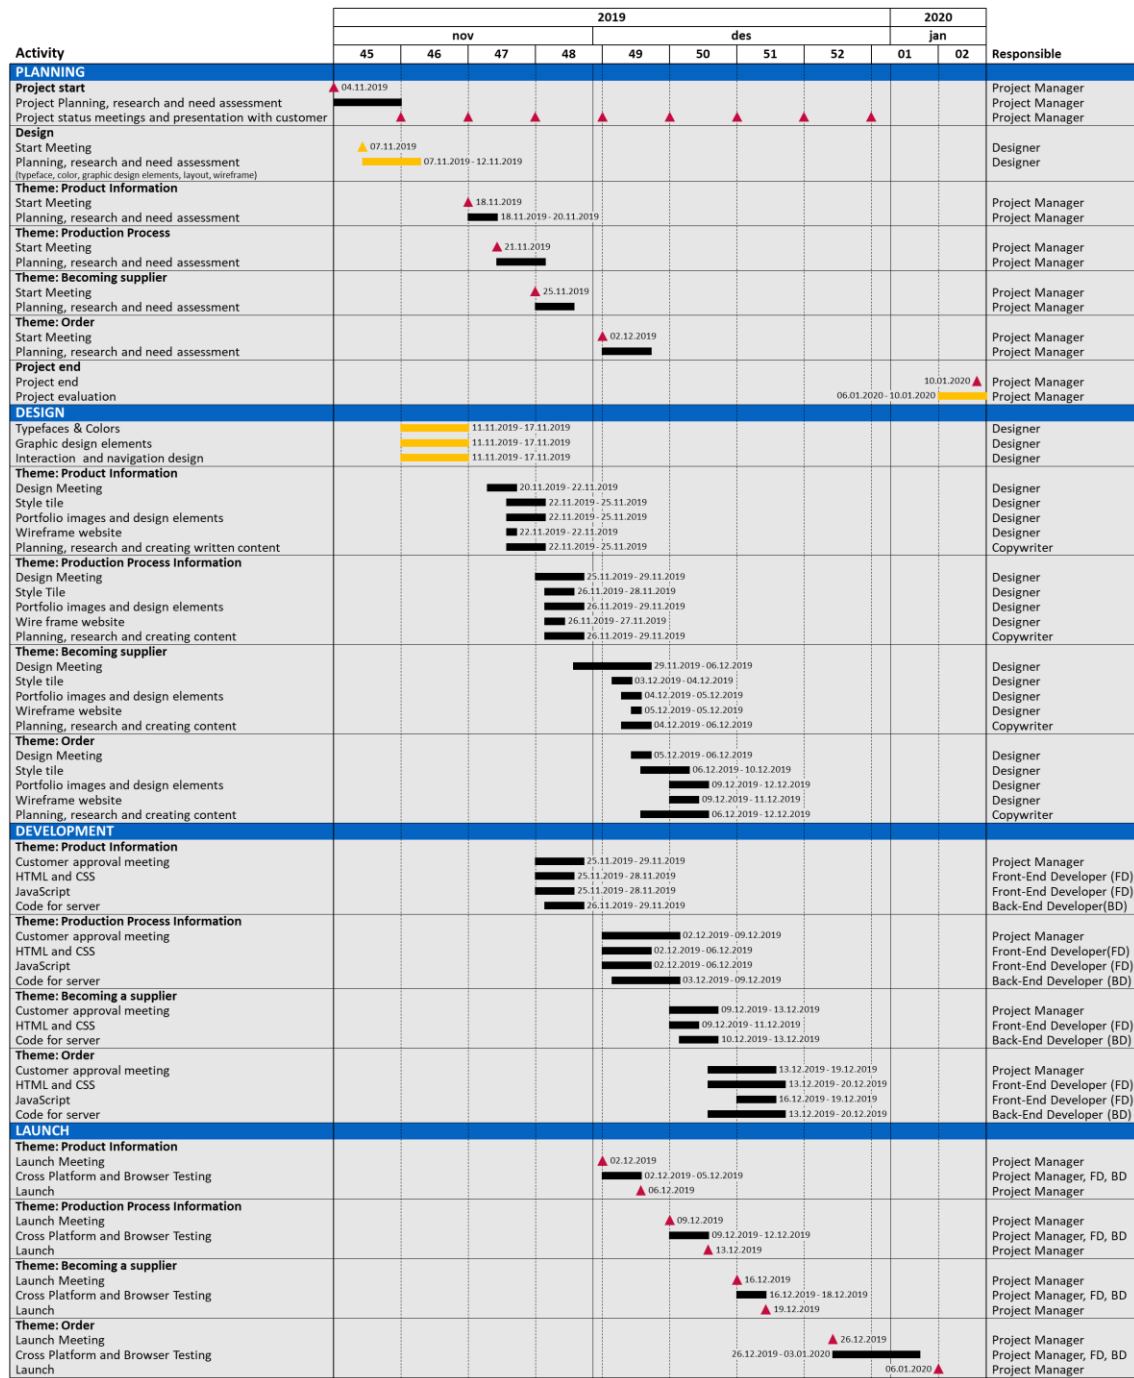 2019 2020
nov des jan
Activity 45 46 47 48 49 50 51 52 01 02 Responsible
PLANNING
Project start 04.11.2019 Project Manager
Project Planning, research and need assessment Project Manager
Project status meetings and presentation with customer Project Manager
Design
Start Meeting 07.11.2019 Designer
Planning, research and need assessment 07.11.2019 - 12.11.2019 Designer
(typeface, color, graphic design elements, layout, wireframe)
Theme: Product Information
Start Meeting 18.11.2019 Project Manager
Planning, research and need assessment 18.11.2019 - 20.11.2019 Project Manager
Theme: Production Process
Start Meeting 21.11.2019 Project Manager
Planning, research and need assessment Project Manager
Theme: Becoming supplier
Start Meeting 25.11.2019 Project Manager
Planning, research and need assessment Project Manager
Theme: Order
Start Meeting 02.12.2019 Project Manager
Planning, research and need assessment Project Manager
Project end
Project end 10.01.2020 Project Manager
Project evaluation 06.01.2020 - 10.01.2020 Project Manager
DESIGN
Typefaces & Colors 11.11.2019 - 17.11.2019 Designer
Graphic design elements 11.11.2019 - 17.11.2019 Designer
Interaction and navigation design 11.11.2019 - 17.11.2019 Designer
Theme: Product Information
Design Meeting 20.11.2019 - 22.11.2019 Designer
Style tile 22.11.2019 - 25.11.2019 Designer
Portfolio images and design elements 22.11.2019 - 25.11.2019 Designer
Wireframe website 22.11.2019 - 22.11.2019 Designer
Planning, research and creating written content 22.11.2019 - 25.11.2019 Copywriter
Theme: Production Process Information
Design Meeting 25.11.2019 - 29.11.2019 Designer
Style Tile 26.11.2019 - 28.11.2019 Designer
Portfolio images and design elements 26.11.2019 - 29.11.2019 Designer
Wire frame website 26.11.2019 - 27.11.2019 Designer
Planning, research and creating content 26.11.2019 - 29.11.2019 Copywriter
Theme: Becoming supplier
Design Meeting 29.11.2019 - 06.12.2019 Designer
Style tile 03.12.2019 - 04.12.2019 Designer
Portfolio images and design elements 04.12.2019 - 05.12.2019 Designer
Wireframe website 05.12.2019 - 05.12.2019 Designer
Planning, research and creating content 04.12.2019 - 06.12.2019 Copywriter
Theme: Order
Design Meeting 05.12.2019 - 06.12.2019 Designer
Style tile 06.12.2019 - 10.12.2019 Designer
Portfolio images and design elements 09.12.2019 - 12.12.2019 Designer
Wireframe website 09.12.2019 - 11.12.2019 Designer
Planning, research and creating content 06.12.2019 - 12.12.2019 Copywriter
DEVELOPMENT
Theme: Product Information
Customer approval meeting 25.11.2019 - 29.11.2019 Project Manager
HTML and CSS 25.11.2019 - 28.11.2019 Front-End Developer (FD)
JavaScript 25.11.2019 - 28.11.2019 Front-End Developer (FD)
Code for server 26.11.2019 - 29.11.2019 Back-End Developer(BD)
Theme: Production Process Information
Customer approval meeting 02.12.2019 - 09.12.2019 Project Manager
HTML and CSS 02.12.2019 - 06.12.2019 Front-End Developer(FD)
JavaScript 02.12.2019 - 06.12.2019 Front-End Developer (FD)
Code for server 03.12.2019 - 09.12.2019 Back-End Developer (BD)
Theme: Becoming a supplier
Customer approval meeting 09.12.2019 - 13.12.2019 Project Manager
HTML and CSS 09.12.2019 - 11.12.2019 Front-End Developer (FD)
Code for server 10.12.2019 - 13.12.2019 Back-End Developer (BD)
Theme: Order
Customer approval meeting 13.12.2019 - 19.12.2019 Project Manager
HTML and CSS 13.12.2019 - 20.12.2019 Front-End Developer (FD)
JavaScript 16.12.2019 - 19.12.2019 Front-End Developer (FD)
Code for server 13.12.2019 - 20.12.2019 Back-End Developer (BD)
LAUNCH
Theme: Product Information
Launch Meeting 02.12.2019 Project Manager
Cross Platform and Browser Testing 02.12.2019 - 05.12.2019 Project Manager, FD, BD
Launch 06.12.2019 Project Manager
Theme: Production Process Information
Launch Meeting 09.12.2019 Project Manager
Cross Platform and Browser Testing 09.12.2019 - 12.12.2019 Project Manager, FD, BD
Launch 13.12.2019 Project Manager
Theme: Becoming a supplier
Launch Meeting 16.12.2019 Project Manager
Cross Platform and Browser Testing 16.12.2019 - 18.12.2019 Project Manager, FD, BD
Launch 19.12.2019 Project Manager
Theme: Order
Launch Meeting 26.12.2019 Project Manager
Cross Platform and Browser Testing 26.12.2019 - 03.01.2020 Project Manager, FD, BD
Launch 06.01.2020 Project Manager